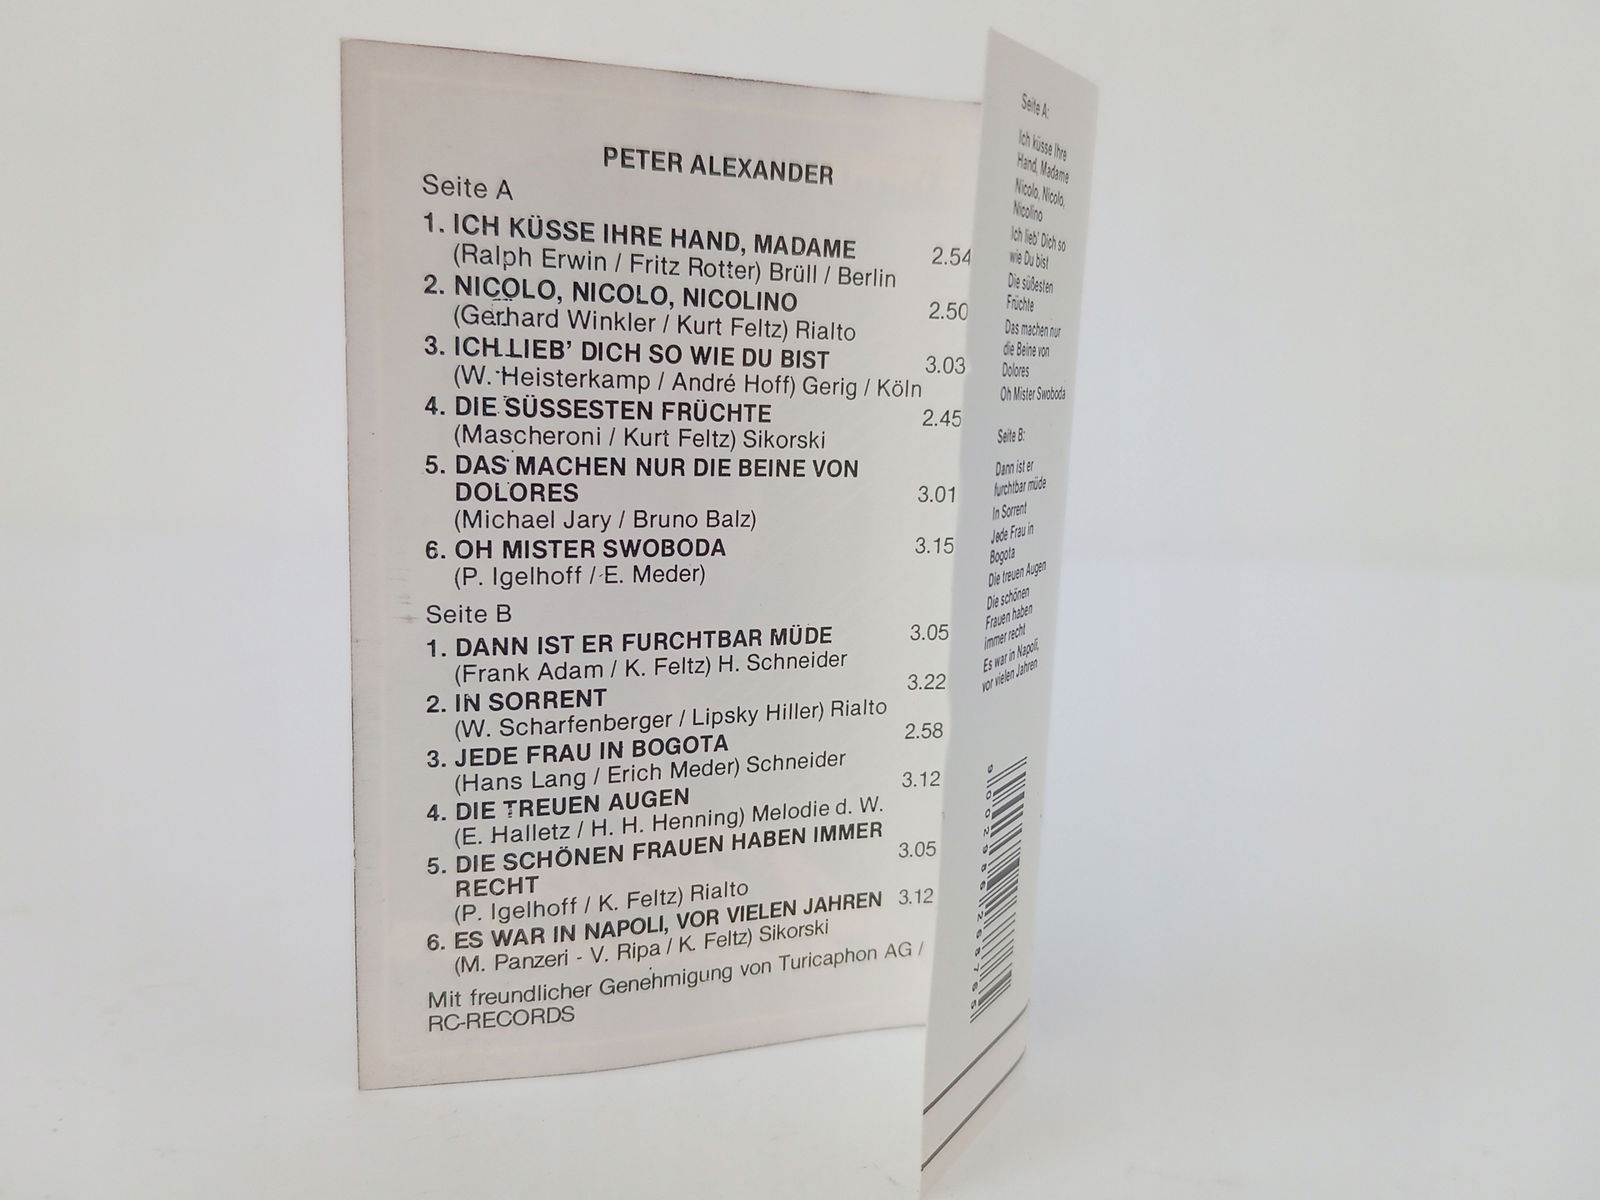 PETER ALEXANDER
Seite A
1. ICH KÜSSE IHRE HAND, MADAME 2.54
(Ralph Erwin / Fritz Rotter) Brüll / Berlin
2. NICOLO, NICOLO, NICOLINO 2.50
(Gerhard Winkler / Kurt Feltz) Rialto
3. ICH LIEB' DICH SO WIE DU BIST 3.03
(W. Heisterkamp / André Hoff) Gerig / Köln
4. DIE SÜSSESTEN FRÜCHTE 2.45
(Mascheroni / Kurt Feltz) Sikorski
5. DAS MACHEN NUR DIE BEINE VON
DOLORES 3.01
(Michael Jary / Bruno Balz)
6. OH MISTER SWOBODA 3.15
(P. Igelhoff / E. Meder)
Seite B
1. DANN IST ER FURCHTBAR MÜDE 3.05
(Frank Adam / K. Feltz) H. Schneider
2. IN SORRENT 3.22
(W. Scharfenberger / Lipsky Hiller) Rialto
3. JEDE FRAU IN BOGOTA 2.58
(Hans Lang / Erich Meder) Schneider
4. DIE TREUEN AUGEN 3.12
(E. Halletz / H. H. Henning) Melodie d. W.
5. DIE SCHÖNEN FRAUEN HABEN IMMER
RECHT 3.05
(P. Igelhoff / K. Feltz) Rialto
6. ES WAR IN NAPOLI, VOR VIELEN JAHREN 3.12
(M. Panzeri - V. Ripa / K. Feltz) Sikorski
Mit freundlicher Genehmigung von Turicaphon AG /
RC-RECORDS
Seite A:
Ich küsse Ihre
Hand, Madame
Nicolo, Nicolo,
Nicolino
Ich lieb' Dich so
wie Du bist
Die süßesten
Früchte
Das machen nur
die Beine von
Dolores
Oh Mister Swoboda
Seite B:
Dann ist er
furchtbar müde
In Sorrent
Jede Frau in
Bogota
Die treuen Augen
Die schönen
Frauen haben
immer recht
Es war in Napoli,
vor vielen Jahren
9 002986 268765